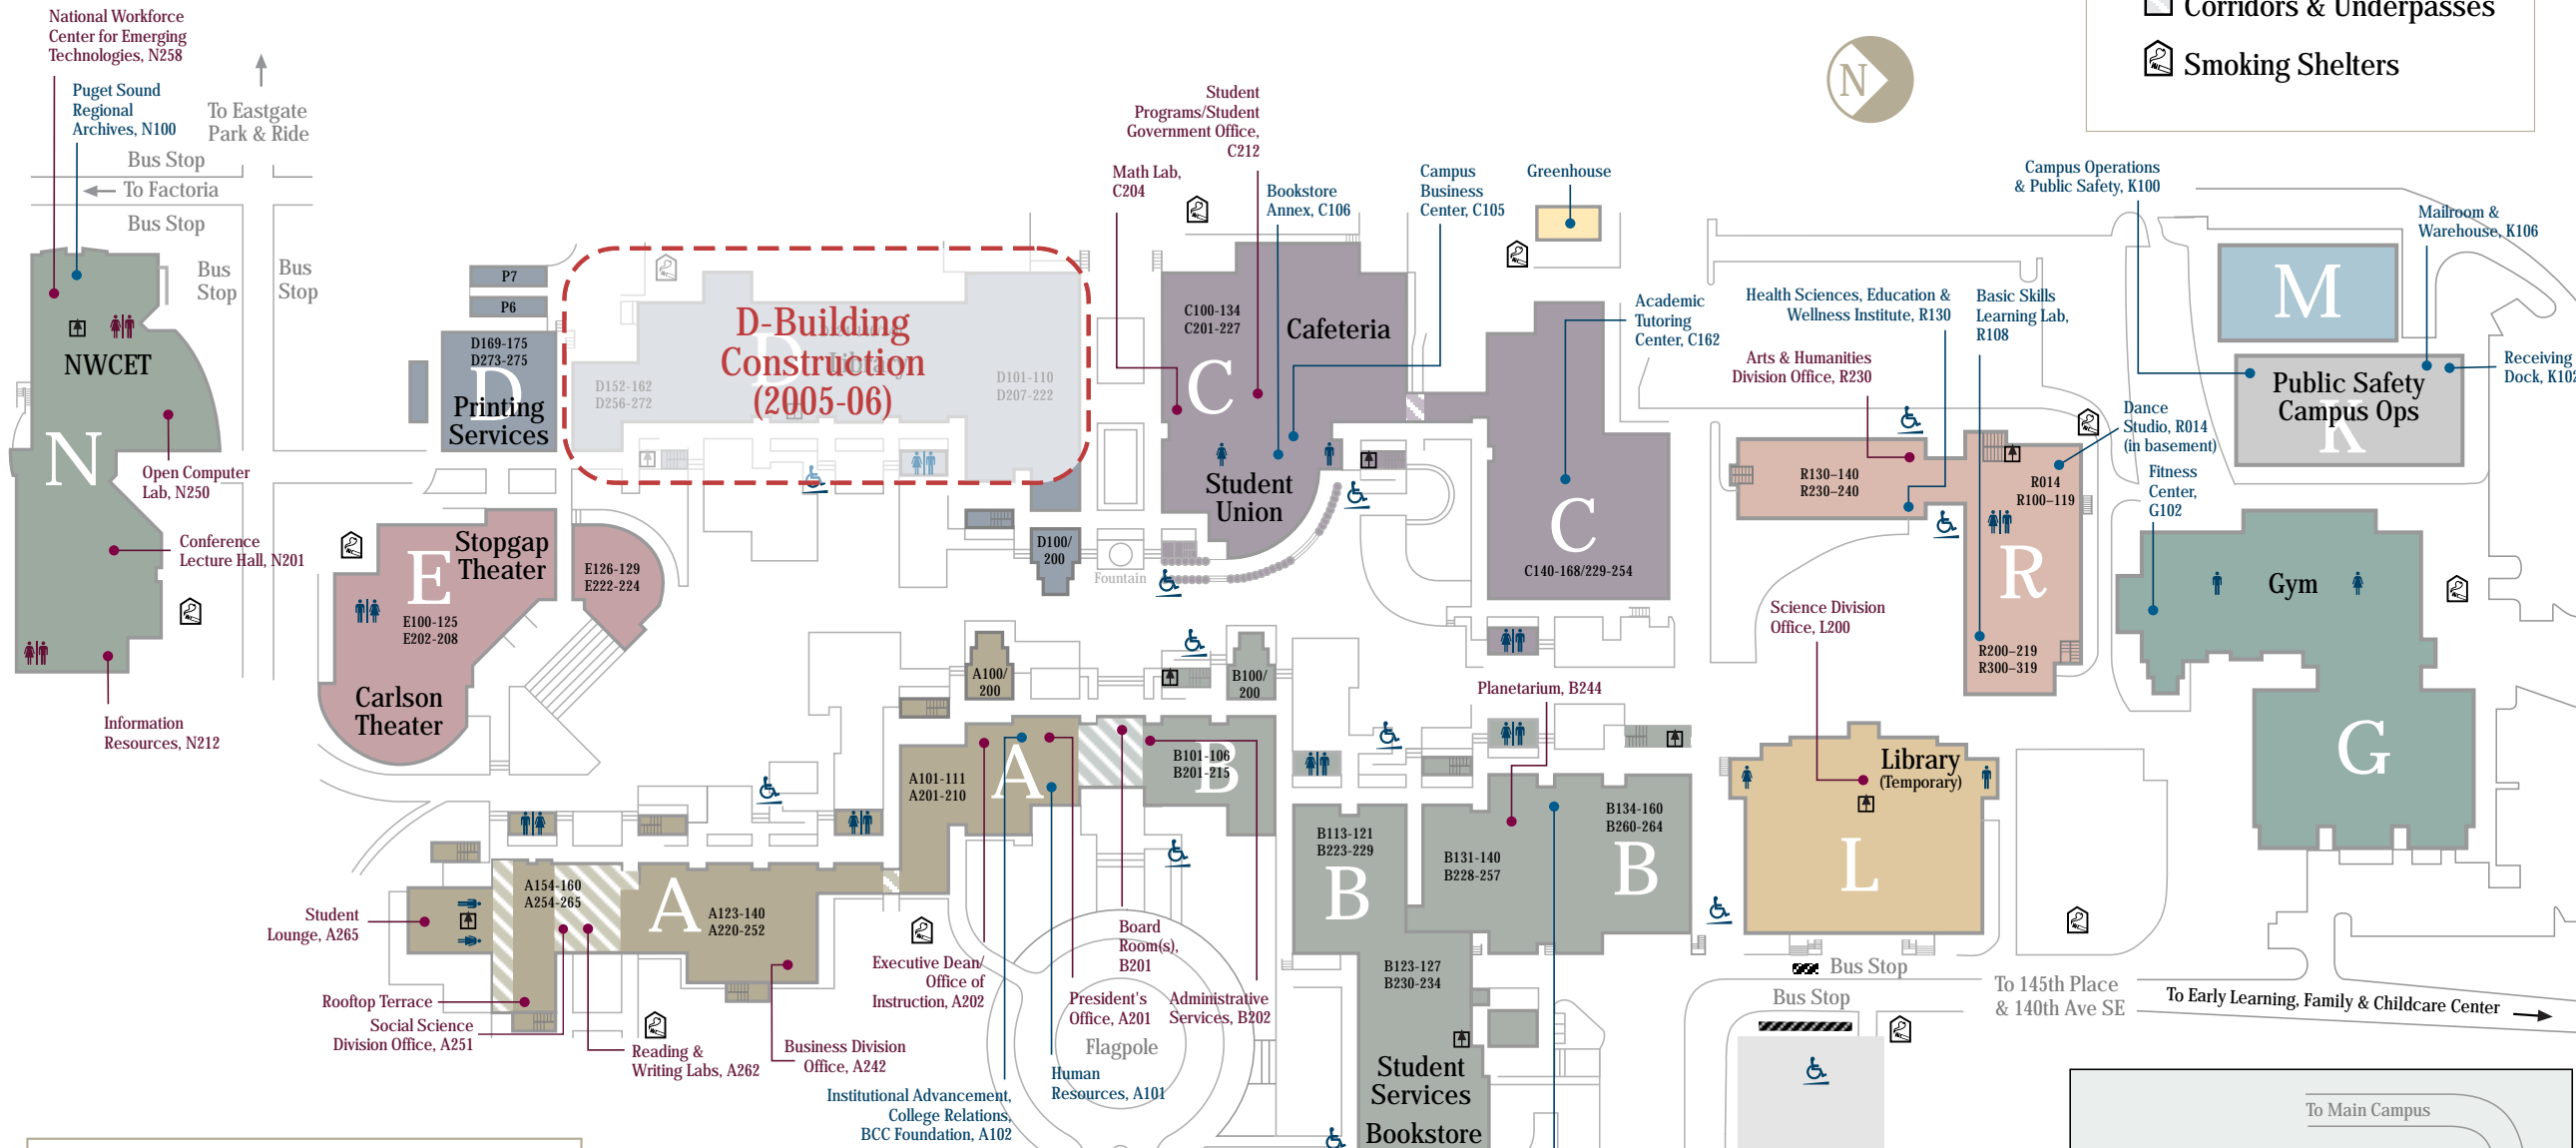 National Workforce
Center for Emerging
Technologies, N258
Puget Sound
Regional
Archives, N100
To Eastgate
Park & Ride
Bus Stop
To Factoria
Bus Stop
Bus
Stop
Bus
Stop
NWCET
N
Open Computer
Lab, N250
Conference
Lecture Hall, N201
Information
Resources, N212
P7
P6
D169-175
D273-275
D
Printing
Services
D-Building
Construction
(2005-06)
D
Library
D152-162
D256-272
D101-110
D207-222
D100/
200
Fountain
Stopgap
Theater
E
E100-125
E202-208
E126-129
E222-224
Carlson
Theater
Student
Programs/Student
Government Office,
C212
Math Lab,
C204
Bookstore
Annex, C106
Campus
Business
Center, C105
Greenhouse
C100-134
C201-227
Cafeteria
C
Student
Union
Academic
Tutoring
Center, C162
C
C140-168/229-254
N
Corridors & Underpasses
Smoking Shelters
Campus Operations
& Public Safety, K100
Mailroom &
Warehouse, K106
M
Receiving
Dock, K102
Public Safety
Campus Ops
K
Health Sciences, Education &
Wellness Institute, R130
Basic Skills
Learning Lab,
R108
Arts & Humanities
Division Office, R230
Dance
Studio, R014
(in basement)
Fitness
Center,
G102
R130–140
R230–240
R014
R100–119
R
R200–219
R300–319
Gym
G
Science Division
Office, L200
Library
(Temporary)
L
Planetarium, B244
A100/
200
B100/
200
A101-111
A201-210
A
B101-106
B201-215
B
B113-121
B223-229
B
B131-140
B228-257
B134-160
B260-264
B
B123-127
B230-234
Student
Services
Bookstore
A154-160
A254-265
A
A123-140
A220-252
Student
Lounge, A265
Rooftop Terrace
Social Science
Division Office, A251
Reading &
Writing Labs, A262
Business Division
Office, A242
Executive Dean/
Office of
Instruction, A202
Institutional Advancement,
College Relations,
BCC Foundation, A102
Board
Room(s),
B201
President's
Office, A201
Administrative
Services, B202
Flagpole
Human
Resources, A101
Bus Stop
Bus Stop
To 145th Place
& 140th Ave SE
To Early Learning, Family & Childcare Center
To Main Campus